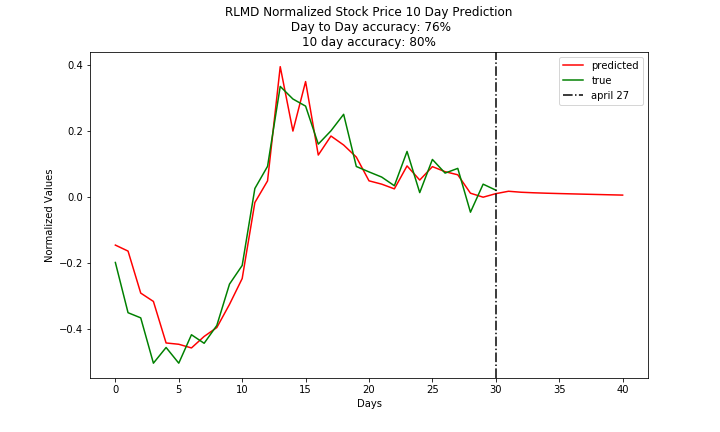 RLMD Normalized Stock Price 10 Day Prediction
Day to Day accuracy: 76%
10 day accuracy: 80%
predicted
true
april 27
Normalized Values
0.4
0.2
0.0
−0.2
−0.4
0 5 10 15 20 25 30 35 40
Days